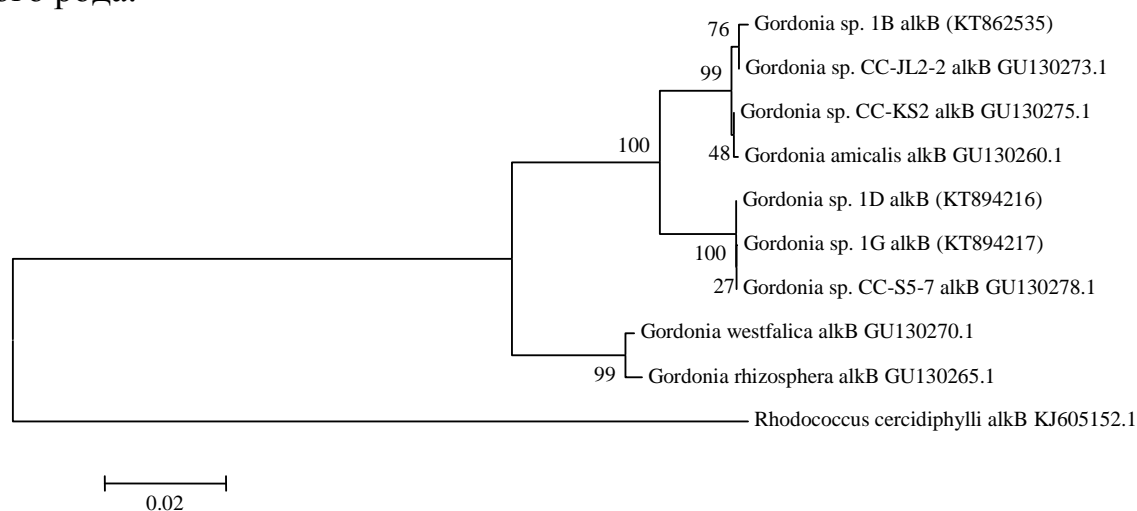 рода.
76
Gordonia sp. 1B alkB (KT862535)
Gordonia sp. CC-JL2-2 alkB GU130273.1
99
Gordonia sp. CC-KS2 alkB GU130275.1
100
48
Gordonia amicalis alkB GU130260.1
Gordonia sp. 1D alkB (KT894216)
Gordonia sp. 1G alkB (KT894217)
100
27
Gordonia sp. CC-S5-7 alkB GU130278.1
Gordonia westfalica alkB GU130270.1
99
Gordonia rhizosphera alkB GU130265.1
Rhodococcus cercidiphylli alkB KJ605152.1
0.02